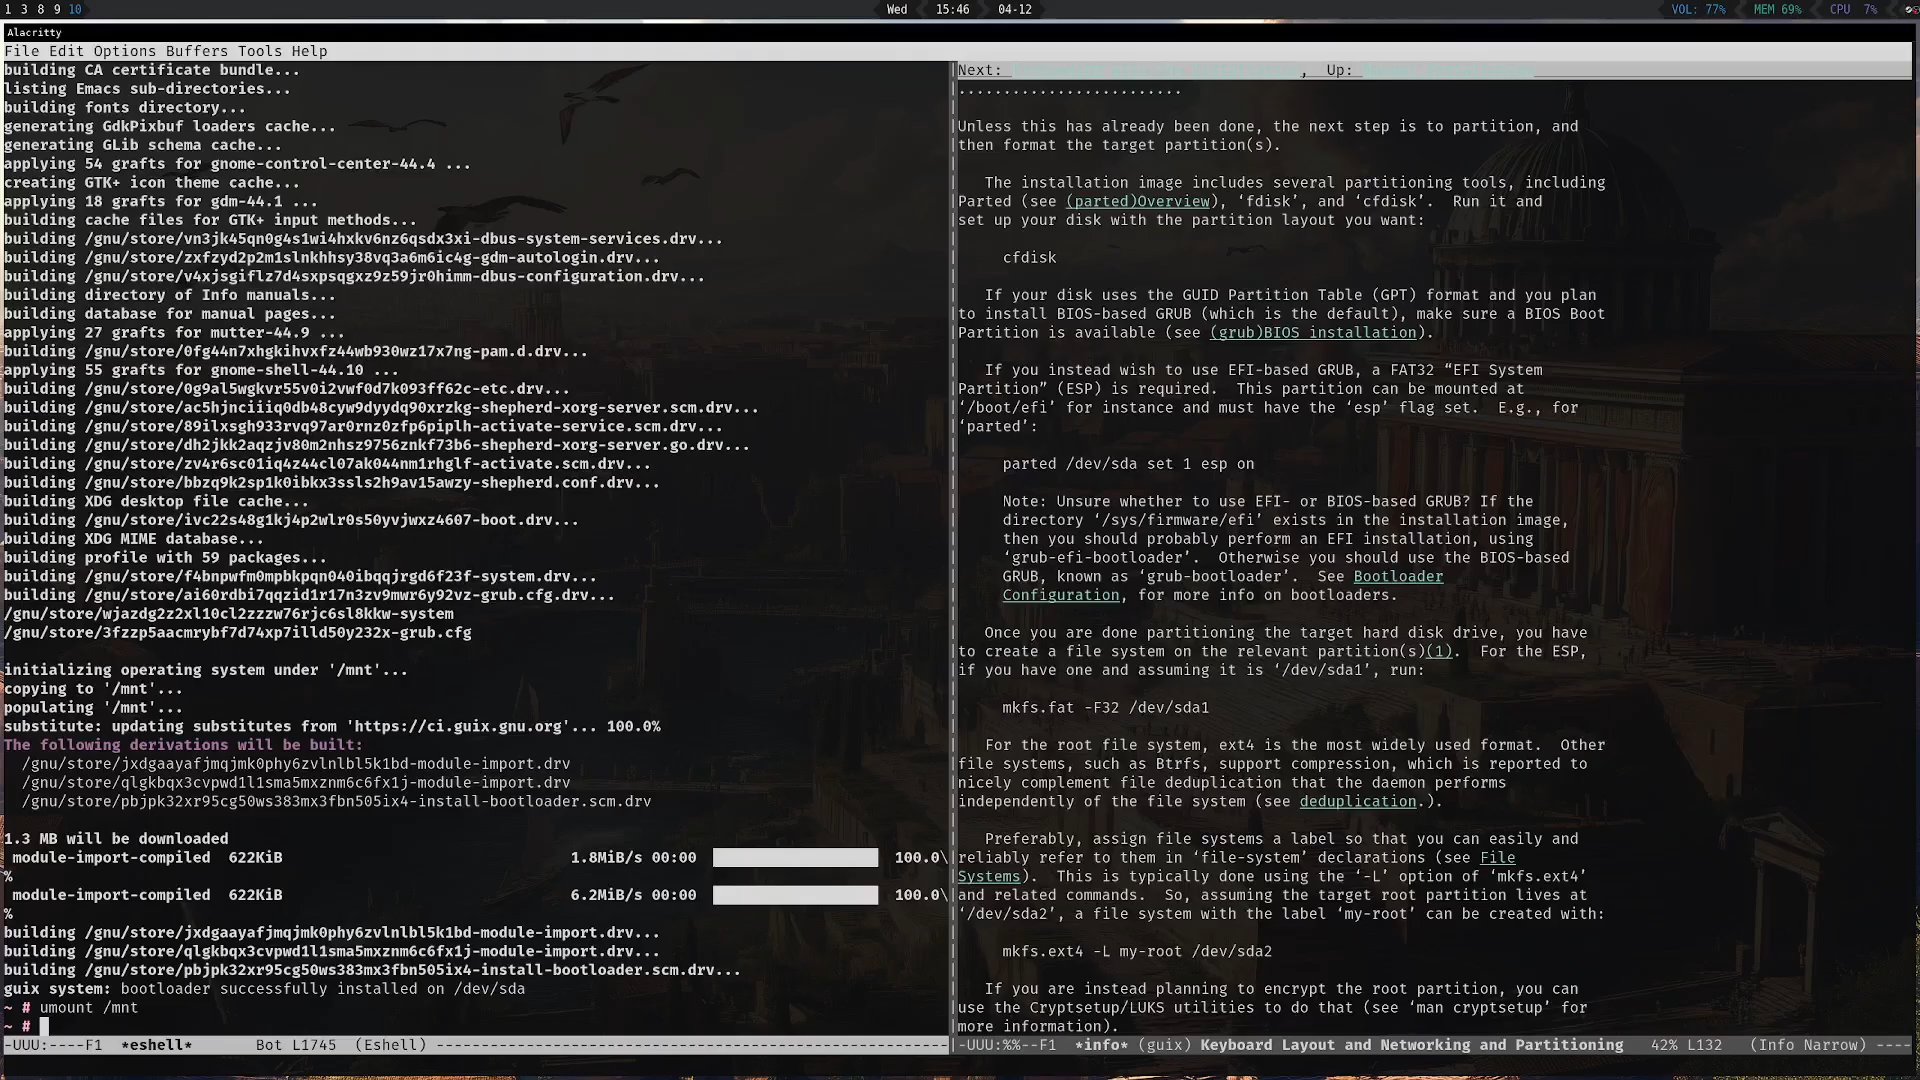 1 3 8 9 10
Wed 15:46 04-12
VOL: 77% MEM 69% CPU 7%
Alacritty
File Edit Options Buffers Tools Help
building CA certificate bundle...
listing Emacs sub-directories...
building fonts directory...
generating GdkPixbuf loaders cache...
generating GLib schema cache...
applying 54 grafts for gnome-control-center-44.4 ...
creating GTK+ icon theme cache...
applying 18 grafts for gdm-44.1 ...
building cache files for GTK+ input methods...
building /gnu/store/vn3jk45qn0g4s1wi4hxkv6nz6qsdx3xi-dbus-system-services.drv...
building /gnu/store/zxfzyd2p2m1slnkhhsy38vq3a6m6ic4g-gdm-autologin.drv...
building /gnu/store/v4xjsgiflz7d4sxpsqgxz9z59jr0himm-dbus-configuration.drv...
building directory of Info manuals...
building database for manual pages...
applying 27 grafts for mutter-44.9 ...
building /gnu/store/0fg44n7xhgkihvxfz44wb930wz17x7ng-pam.d.drv...
applying 55 grafts for gnome-shell-44.10 ...
building /gnu/store/0g9al5wgkvr55v0i2vwf0d7k093ff62c-etc.drv...
building /gnu/store/ac5hjnciiiq0db48cyw9dyydq90xrzkg-shepherd-xorg-server.scm.drv...
building /gnu/store/89ilxsgh933rvq97ar0rnz0zfp6piplh-activate-service.scm.drv...
building /gnu/store/dh2jkk2aqzjv80m2nhsz9756znkf73b6-shepherd-xorg-server.go.drv...
building /gnu/store/zv4r6sc01iq4z44cl07ak044nm1rhglf-activate.scm.drv...
building /gnu/store/bbzq9k2sp1k0ibkx3ssls2h9av15awzy-shepherd.conf.drv...
building XDG desktop file cache...
building /gnu/store/ivc22s48g1kj4p2wlr0s50yvjwxz4607-boot.drv...
building XDG MIME database...
building profile with 59 packages...
building /gnu/store/f4bnpwfm0mpbkpqn040ibqqjrgd6f23f-system.drv...
building /gnu/store/ai60rdbi7qqzid1r17n3zv9mwr6y92vz-grub.cfg.drv...
/gnu/store/wjazdg2z2xl10cl2zzzw76rjc6sl8kkw-system
/gnu/store/3fzzp5aacmrybf7d74xp7illd50y232x-grub.cfg
initializing operating system under '/mnt'...
copying to '/mnt'...
populating '/mnt'...
substitute: updating substitutes from 'https://ci.guix.gnu.org'... 100.0%
The following derivations will be built:
/gnu/store/jxdgaayafjmqjmk0phy6zvlnlbl5k1bd-module-import.drv
/gnu/store/qlgkbqx3cvpwd1l1sma5mxznm6c6fx1j-module-import.drv
/gnu/store/pbjpk32xr95cg50ws383mx3fbn505ix4-install-bootloader.scm.drv
1.3 MB will be downloaded
module-import-compiled 622KiB 1.8MiB/s 00:00 100.0\
%
module-import-compiled 622KiB 6.2MiB/s 00:00 100.0\
%
building /gnu/store/jxdgaayafjmqjmk0phy6zvlnlbl5k1bd-module-import.drv...
building /gnu/store/qlgkbqx3cvpwd1l1sma5mxznm6c6fx1j-module-import.drv...
building /gnu/store/pbjpk32xr95cg50ws383mx3fbn505ix4-install-bootloader.scm.drv...
guix system: bootloader successfully installed on /dev/sda
~ # umount /mnt
~ #
-UUU:----F1 *eshell* Bot L1745 (Eshell) ----------------------------------------------------------
Next: , Up:
.........................
Unless this has already been done, the next step is to partition, and
then format the target partition(s).
The installation image includes several partitioning tools, including
Parted (see (parted)Overview), ‘fdisk’, and ‘cfdisk’. Run it and
set up your disk with the partition layout you want:
cfdisk
If your disk uses the GUID Partition Table (GPT) format and you plan
to install BIOS-based GRUB (which is the default), make sure a BIOS Boot
Partition is available (see (grub)BIOS installation).
If you instead wish to use EFI-based GRUB, a FAT32 “EFI System
Partition” (ESP) is required. This partition can be mounted at
‘/boot/efi’ for instance and must have the ‘esp’ flag set. E.g., for
‘parted’:
parted /dev/sda set 1 esp on
Note: Unsure whether to use EFI- or BIOS-based GRUB? If the
directory ‘/sys/firmware/efi’ exists in the installation image,
then you should probably perform an EFI installation, using
‘grub-efi-bootloader’. Otherwise you should use the BIOS-based
GRUB, known as ‘grub-bootloader’. See Bootloader
Configuration, for more info on bootloaders.
Once you are done partitioning the target hard disk drive, you have
to create a file system on the relevant partition(s)(1). For the ESP,
if you have one and assuming it is ‘/dev/sda1’, run:
mkfs.fat -F32 /dev/sda1
For the root file system, ext4 is the most widely used format. Other
file systems, such as Btrfs, support compression, which is reported to
nicely complement file deduplication that the daemon performs
independently of the file system (see deduplication.).
Preferably, assign file systems a label so that you can easily and
reliably refer to them in ‘file-system’ declarations (see File
Systems). This is typically done using the ‘-L’ option of ‘mkfs.ext4’
and related commands. So, assuming the target root partition lives at
‘/dev/sda2’, a file system with the label ‘my-root’ can be created with:
mkfs.ext4 -L my-root /dev/sda2
If you are instead planning to encrypt the root partition, you can
use the Cryptsetup/LUKS utilities to do that (see ‘man cryptsetup’ for
more information).
-UUU:%%--F1 *info* (guix) Keyboard Layout and Networking and Partitioning 42% L132 (Info Narrow) ----